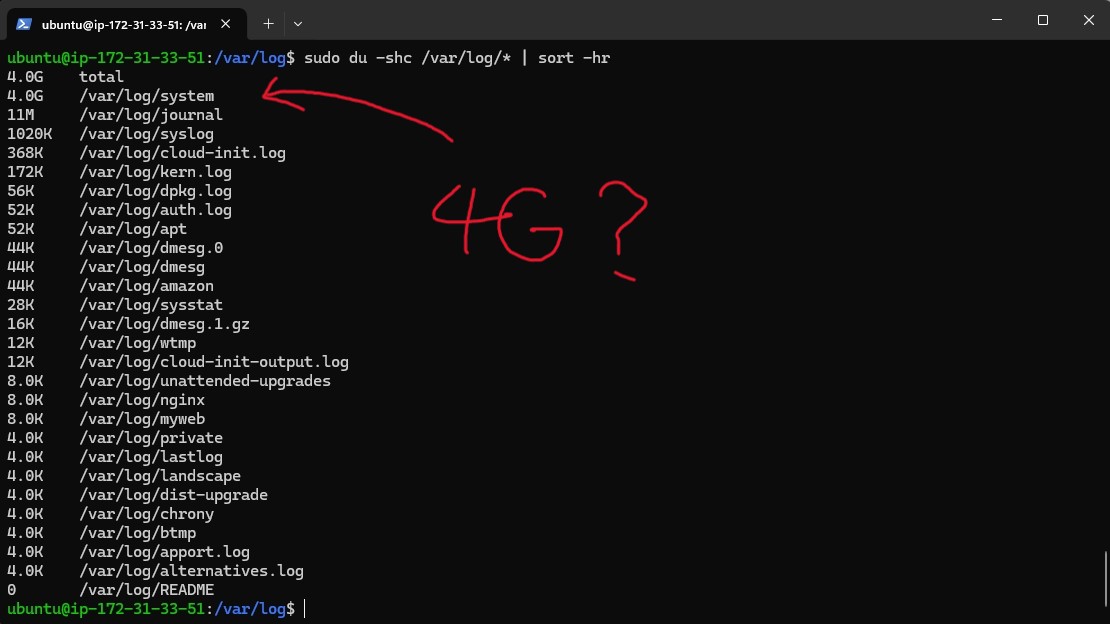 ubuntu@ip-172-31-33-51: /var
ubuntu@ip-172-31-33-51:/var/log$ sudo du -shc /var/log/* | sort -hr
4.0G    total
4.0G    /var/log/system
11M     /var/log/journal
1020K   /var/log/syslog
368K    /var/log/cloud-init.log
172K    /var/log/kern.log
56K     /var/log/dpkg.log
52K     /var/log/auth.log
52K     /var/log/apt
44K     /var/log/dmesg.0
44K     /var/log/dmesg
44K     /var/log/amazon
28K     /var/log/sysstat
16K     /var/log/dmesg.1.gz
12K     /var/log/wtmp
12K     /var/log/cloud-init-output.log
8.0K    /var/log/unattended-upgrades
8.0K    /var/log/nginx
8.0K    /var/log/myweb
4.0K    /var/log/private
4.0K    /var/log/lastlog
4.0K    /var/log/landscape
4.0K    /var/log/dist-upgrade
4.0K    /var/log/chrony
4.0K    /var/log/btmp
4.0K    /var/log/apport.log
4.0K    /var/log/alternatives.log
0       /var/log/README
ubuntu@ip-172-31-33-51:/var/log$
4G ?